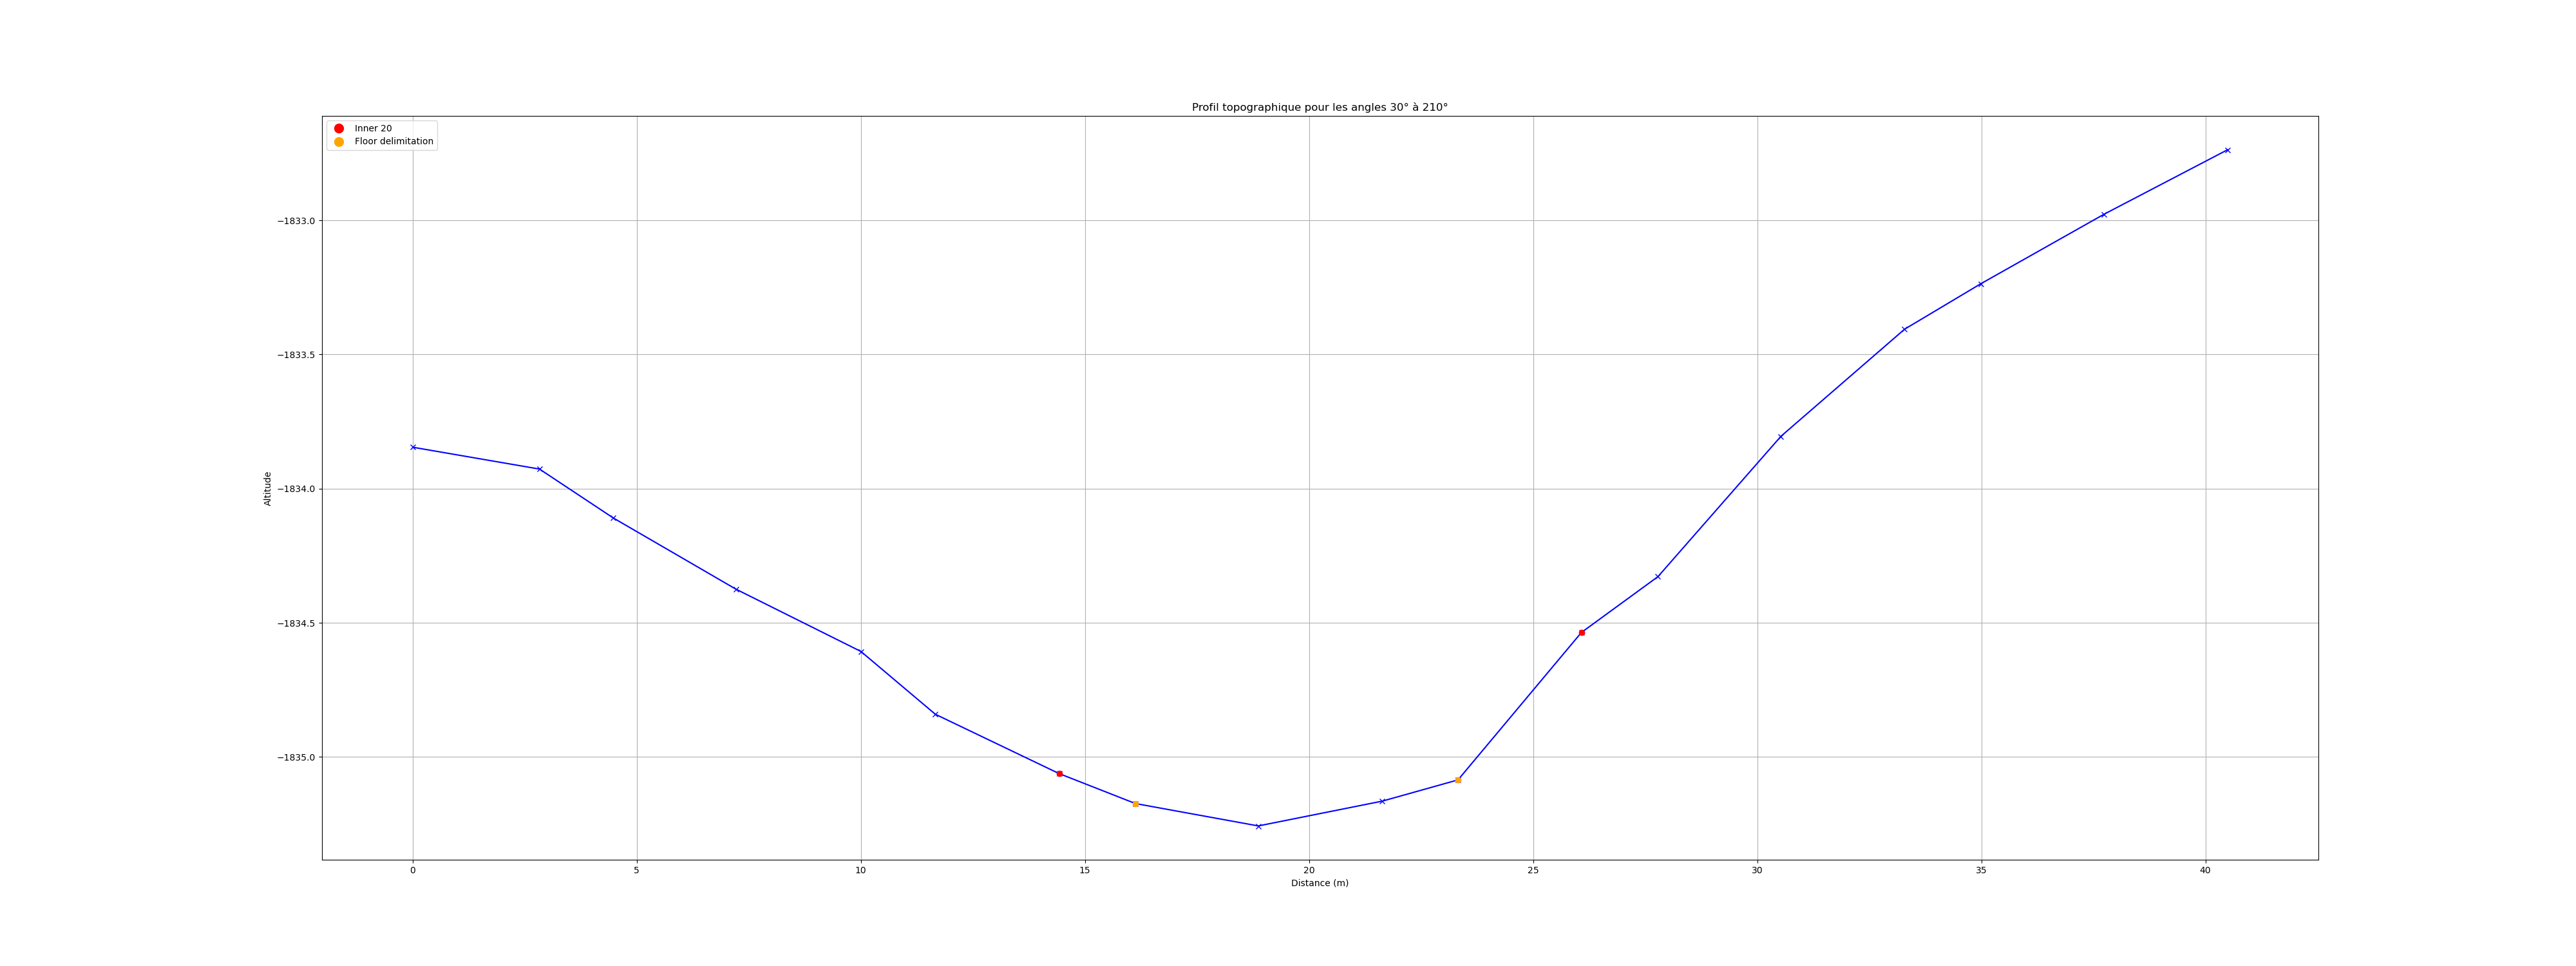 Profil topographique pour les angles 30° à 210°
Inner 20
Floor delimitation
Altitude
−1833.0
−1833.5
−1834.0
−1834.5
−1835.0
0 5 10 15 20 25 30 35 40
Distance (m)